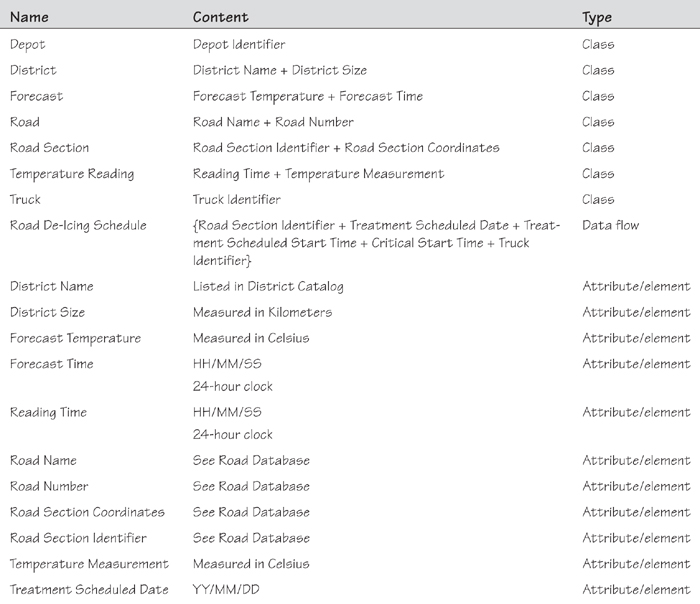 Name Content Type
Depot Depot Identifier Class
District District Name + District Size Class
Forecast Forecast Temperature + Forecast Time Class
Road Road Name + Road Number Class
Road Section Road Section Identifier + Road Section Coordinates Class
Temperature Reading Reading Time + Temperature Measurement Class
Truck Truck Identifier Class
Road De-Icing Schedule {Road Section Identifier + Treatment Scheduled Date + Treat- Data flow
ment Scheduled Start Time + Critical Start Time + Truck
Identifier}
District Name Listed in District Catalog Attribute/element
District Size Measured in Kilometers Attribute/element
Forecast Temperature Measured in Celsius Attribute/element
Forecast Time HH/MM/SS Attribute/element
24-hour clock
Reading Time HH/MM/SS Attribute/element
24-hour clock
Road Name See Road Database Attribute/element
Road Number See Road Database Attribute/element
Road Section Coordinates See Road Database Attribute/element
Road Section Identifier See Road Database Attribute/element
Temperature Measurement Measured in Celsius Attribute/element
Treatment Scheduled Date YY/MM/DD Attribute/element